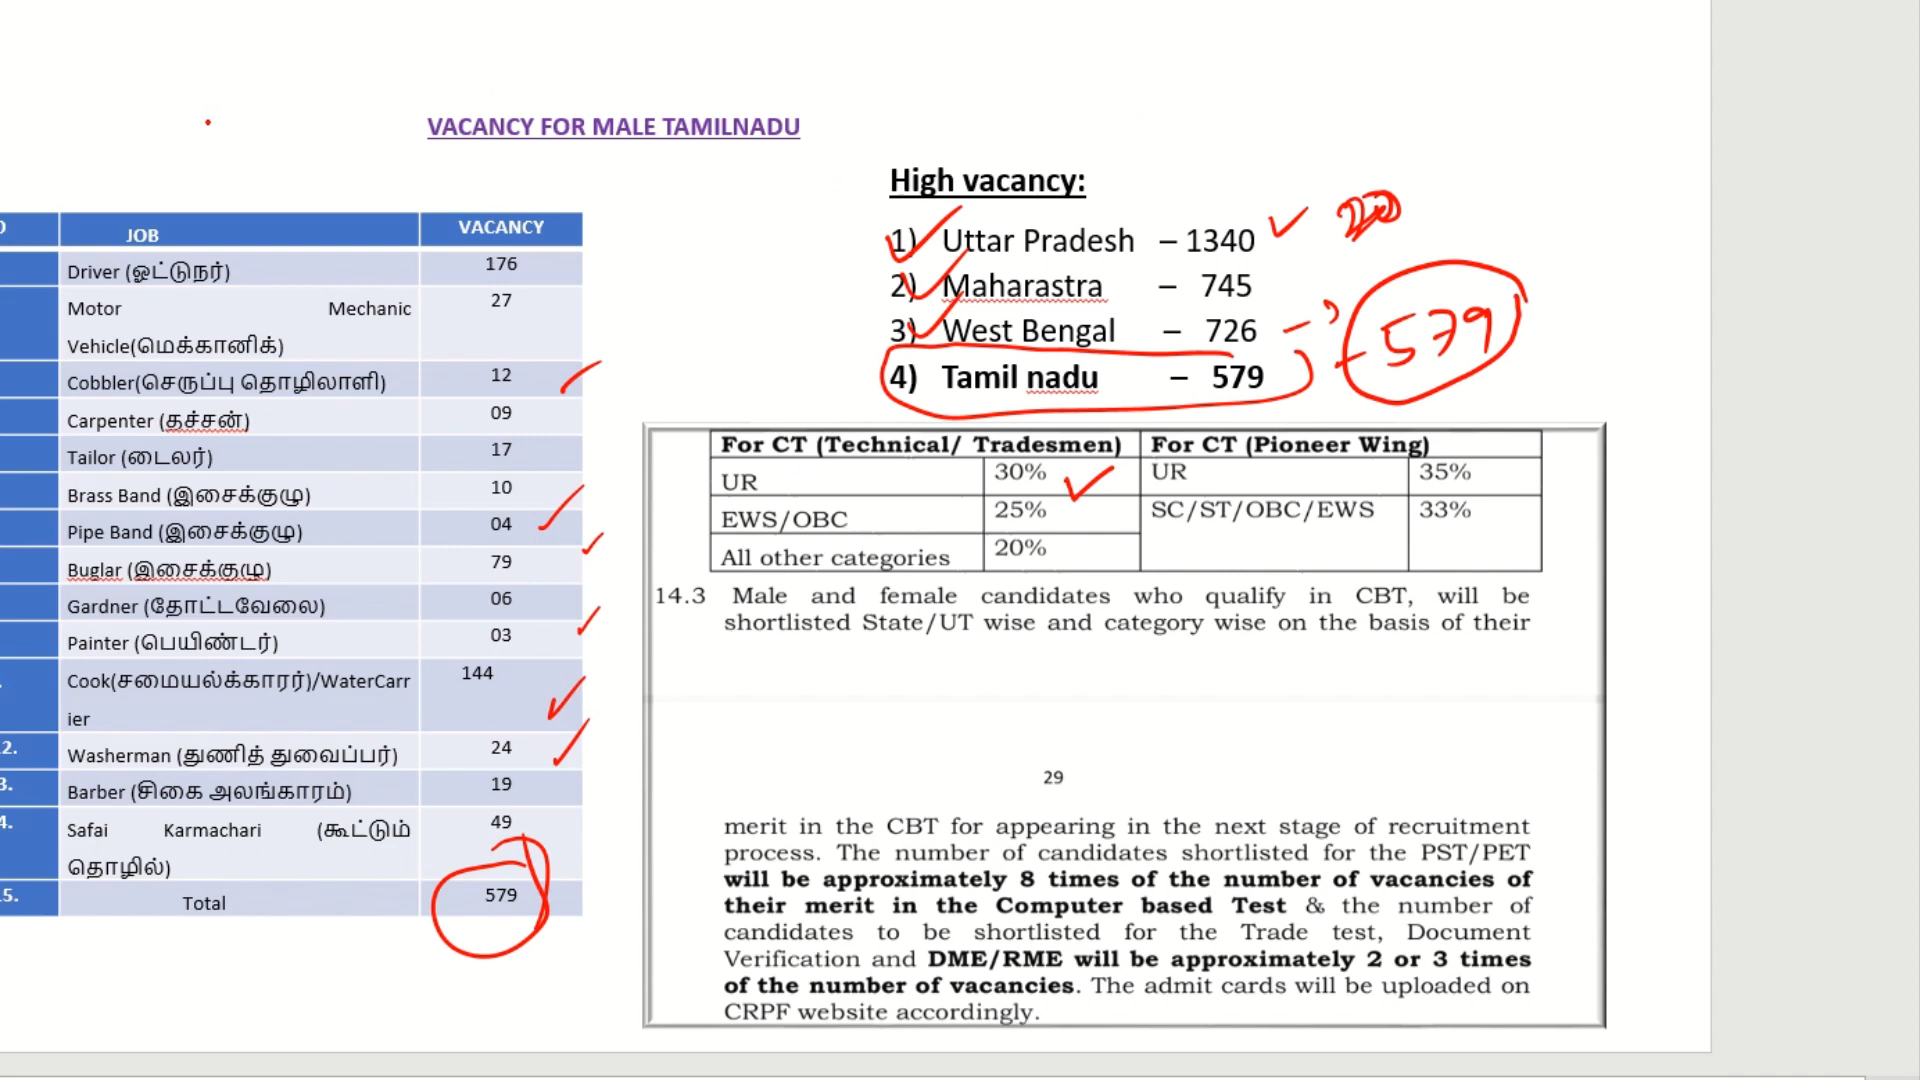 VACANCY FOR MALE TAMILNADU
High vacancy:
1) Uttar Pradesh – 1340
2) Maharastra – 745
3) West Bengal – 726
4) Tamil nadu – 579
579
JOB VACANCY
Driver (ஓட்டுநர்) 176
Motor Mechanic 27
Vehicle(மெக்கானிக்)
Cobbler(செருப்பு தொழிலாளி) 12
Carpenter (தச்சன்) 09
Tailor (டைலர்) 17
Brass Band (இசைக்குழு) 10
Pipe Band (இசைக்குழு) 04
Buglar (இசைக்குழு) 79
Gardner (தோட்டவேலை) 06
Painter (பெயிண்டர்) 03
Cook(சமையல்க்காரர்)/WaterCarr 144
ier
2. Washerman (துணித் துவைப்பர்) 24
3. Barber (சிகை அலங்காரம்) 19
4. Safai Karmachari (கூட்டும் 49
தொழில்)
5. Total 579
For CT (Technical/ Tradesmen) For CT (Pioneer Wing)
UR 30% UR 35%
EWS/OBC 25% SC/ST/OBC/EWS 33%
All other categories 20%
14.3 Male and female candidates who qualify in CBT, will be
shortlisted State/UT wise and category wise on the basis of their
29
merit in the CBT for appearing in the next stage of recruitment
process. The number of candidates shortlisted for the PST/PET
will be approximately 8 times of the number of vacancies of
their merit in the Computer based Test & the number of
candidates to be shortlisted for the Trade test, Document
Verification and DME/RME will be approximately 2 or 3 times
of the number of vacancies. The admit cards will be uploaded on
CRPF website accordingly.